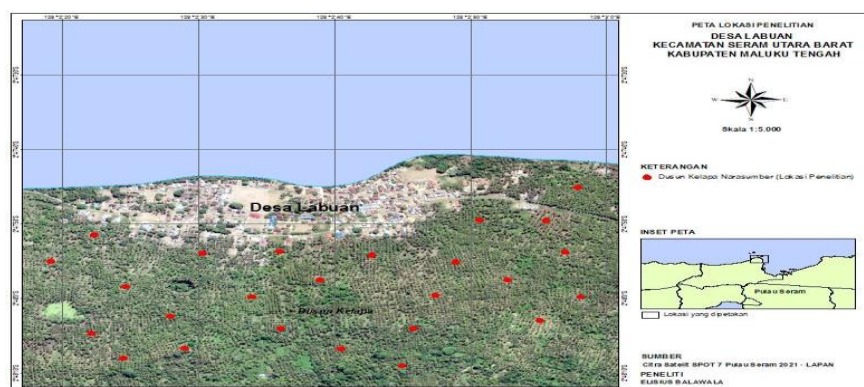 PETA LOKASI PENELITIAN
DESA LABUAN
KECAMATAN SERAM UTARA BARAT
KABUPATEN MALUKU TENGAH
N
W
E
S
Skala 1:5.000
KETERANGAN
Dusun Kelapa Narasumber (Lokasi Penelitian)
INSET PETA
Pulau Seram
Lokasi yang dipetakan
SUMBER
Citra Satelit SPOT 7 Pulau Seram 2021 - LAPAN
PENELITI
ELISIUS BALAWALA
Desa Labuan
Dusun Kelapa